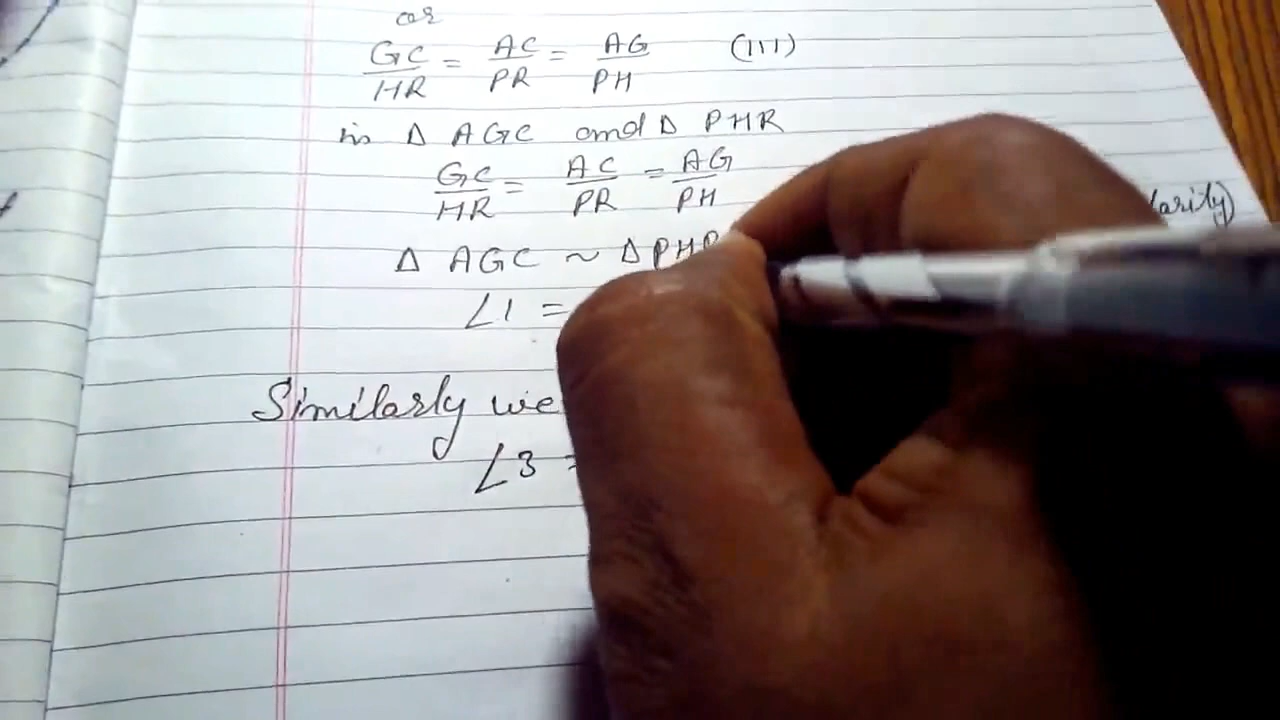 or
GC/HR = AC/PR = AG/PH (III)
in Δ AGC and Δ PHR
GC/HR = AC/PR = AG/PH
Δ AGC ~ Δ PHR
∠1 =
Similarly we
∠3 =